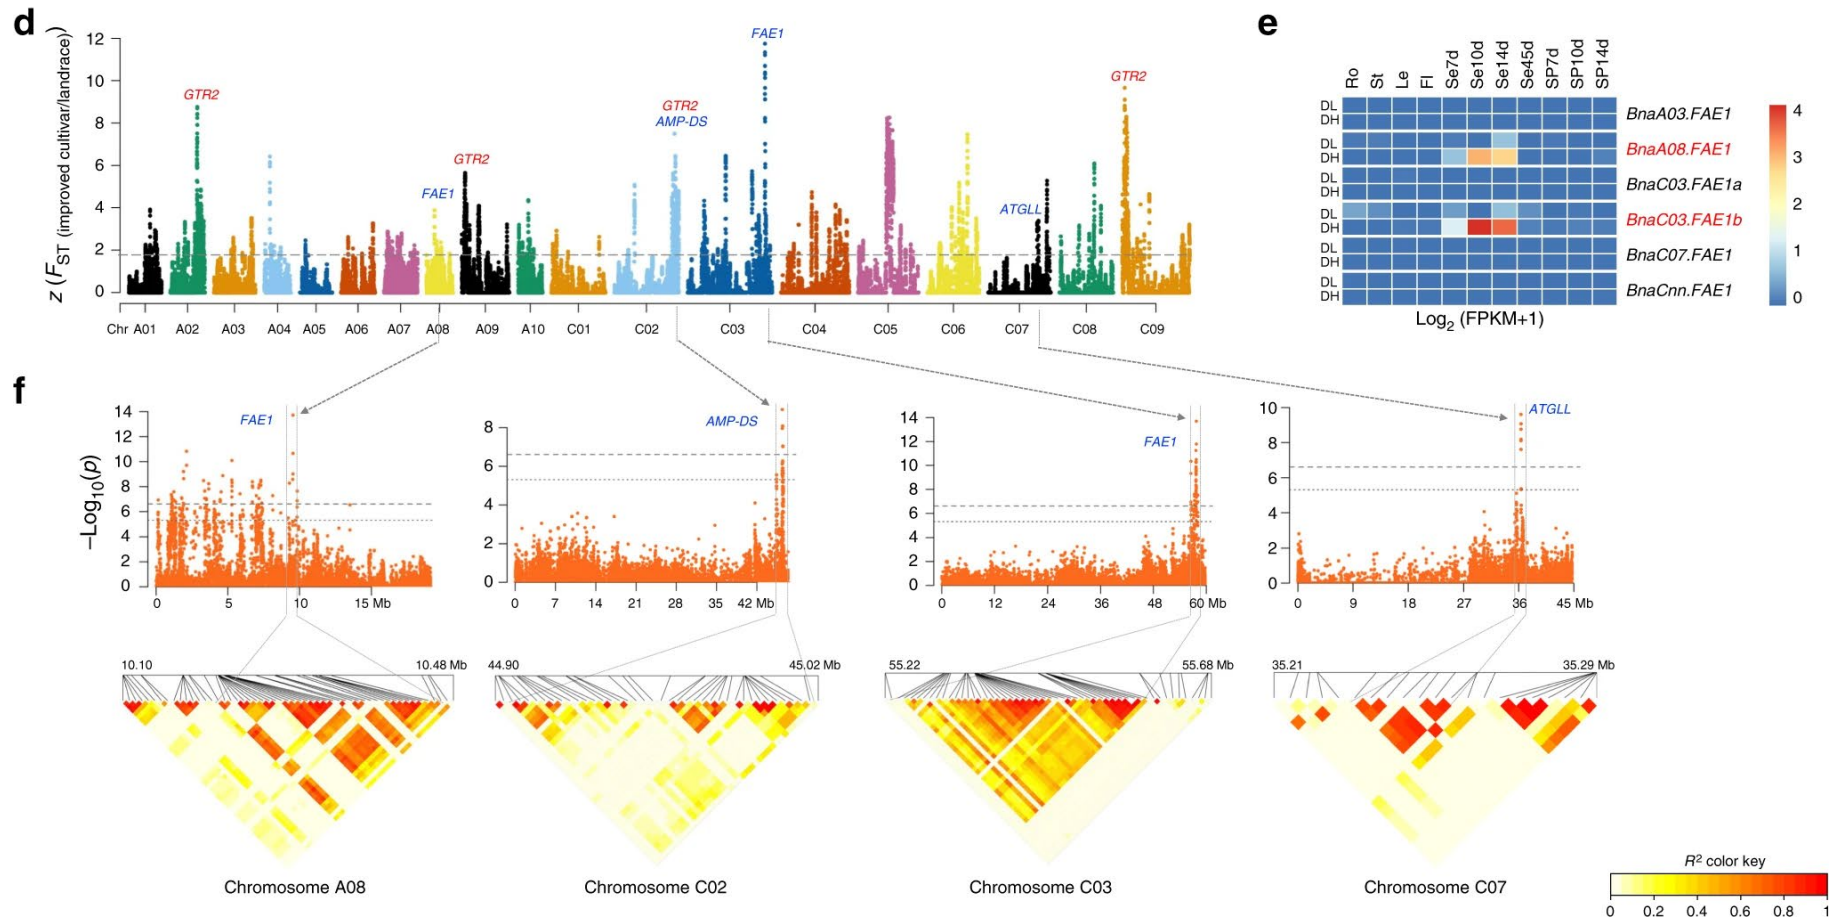 d
z (FST (improved cultivar/landrace))
12
10
8
6
4
2
0
GTR2
GTR2
FAE1
GTR2
AMP-DS
FAE1
ATGLL
GTR2
Chr A01 A02 A03 A04 A05 A06 A07 A08 A09 A10 C01 C02 C03 C04 C05 C06 C07 C08 C09
e
Ro St Le Fl Se7d Se10d Se14d Se45d SP7d SP10d SP14d
DL
DH
BnaA03.FAE1
DL
DH
BnaA08.FAE1
DL
DH
BnaC03.FAE1a
DL
DH
BnaC03.FAE1b
DL
DH
BnaC07.FAE1
DL
DH
BnaCnn.FAE1
Log2 (FPKM+1)
4
3
2
1
0
f
−Log10(p)
14
12
10
8
6
4
2
0
FAE1
0 5 10 15 Mb
8
6
4
2
0
AMP-DS
0 7 14 21 28 35 42 Mb
14
12
10
8
6
4
2
0
FAE1
0 12 24 36 48 60 Mb
10
8
6
4
2
0
ATGLL
0 9 18 27 36 45 Mb
10.10 10.48 Mb
44.90 45.02 Mb
55.22 55.68 Mb
35.21 35.29 Mb
Chromosome A08
Chromosome C02
Chromosome C03
Chromosome C07
R2 color key
0 0.2 0.4 0.6 0.8 1